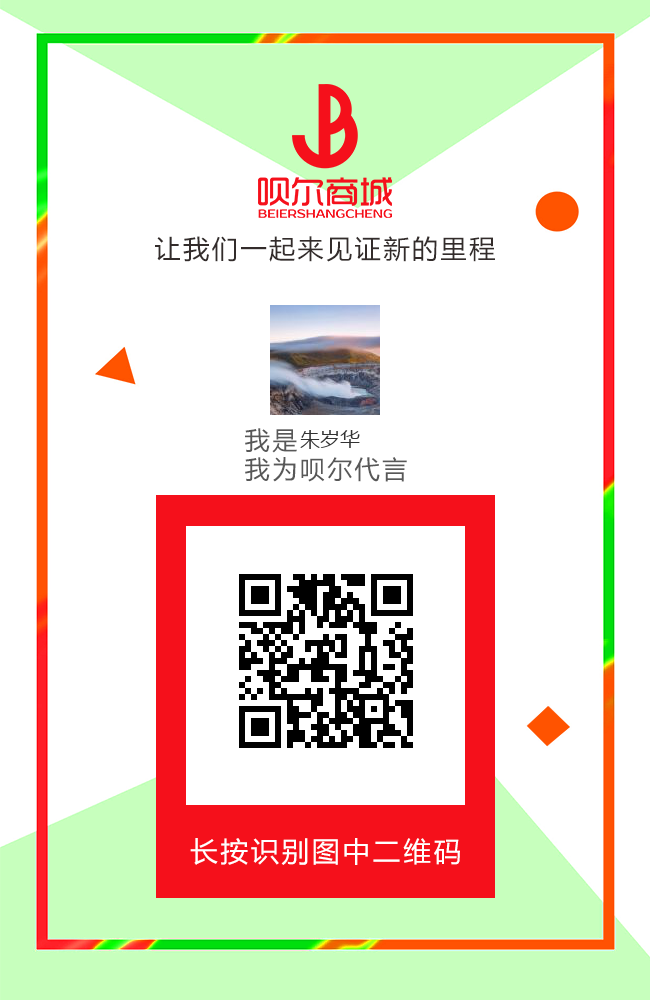 呗尔商城
BEIERSHANGCHENG
让我们一起来见证新的里程
我是朱岁华
我为呗尔代言
长按识别图中二维码